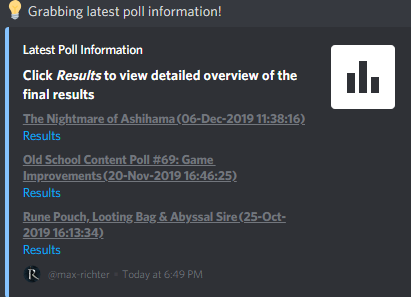 Grabbing latest poll information!
Latest Poll Information
Click Results to view detailed overview of the
final results
The Nightmare of Ashihama (06-Dec-2019 11:38:16)
Results
Old School Content Poll #69: Game
Improvements (20-Nov-2019 16:46:25)
Results
Rune Pouch, Looting Bag & Abyssal Sire (25-Oct-
2019 16:13:34)
Results
R @max-richter • Today at 6:49 PM